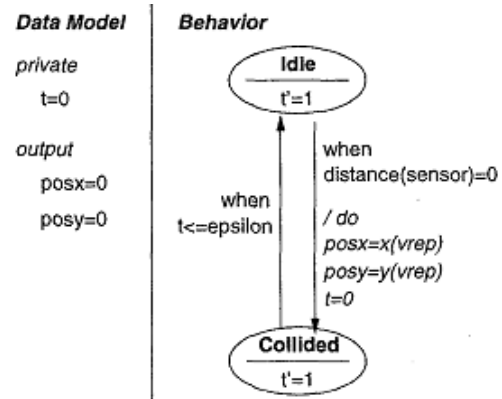 Data Model
Behavior
private
t=0
output
posx=0
posy=0
Idle
t'=1
when
distance(sensor)=0
/ do
posx=x(vrep)
posy=y(vrep)
t=0
when
t<=epsilon
Collided
t'=1